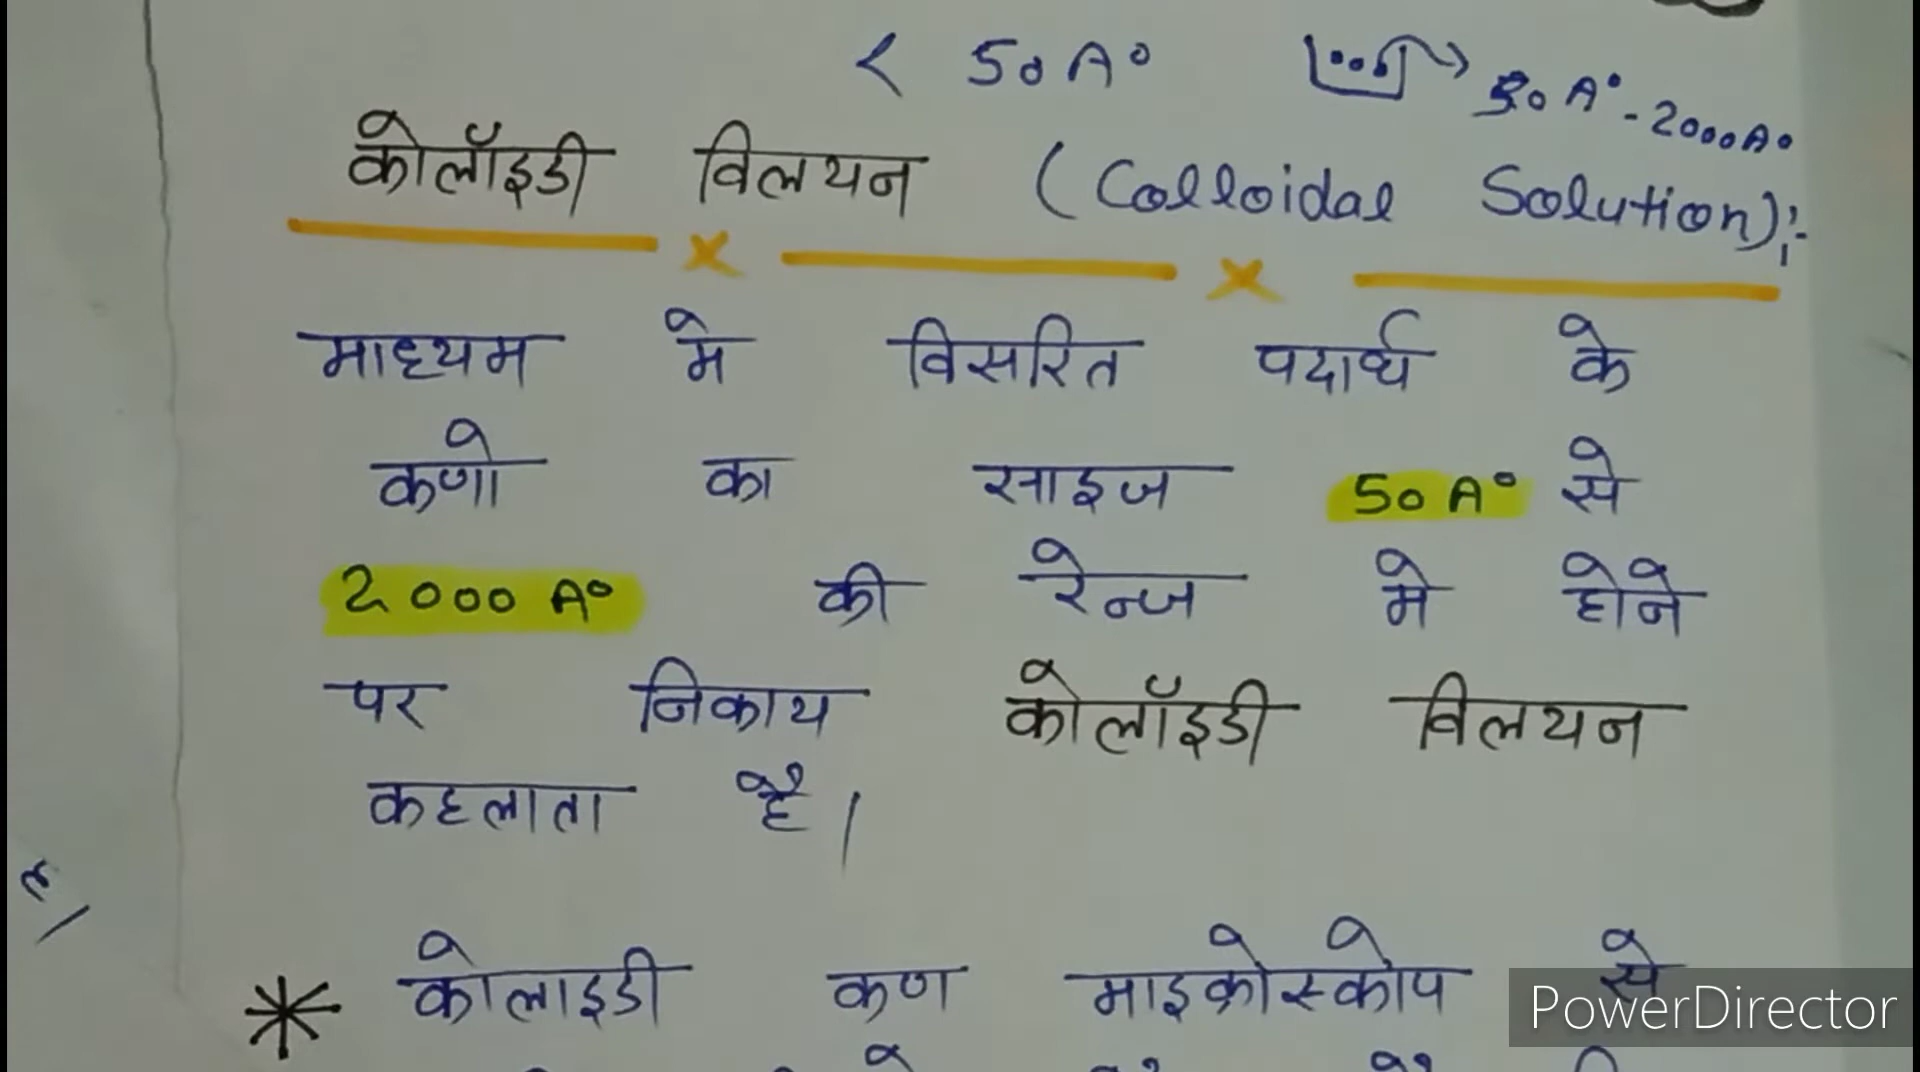 < 50 A° 50 A° - 2000 A°
कोलॉइडी विलयन (Colloidal Solution);-
माध्यम मे विसरित पदार्थ के
कणो का साइज 50 A° से
2000 A° की रेन्ज मे होने
पर निकाय कोलॉइडी विलयन
कहलाता है।
* कोलाइडी कण माइक्रोस्कोप से
PowerDirector